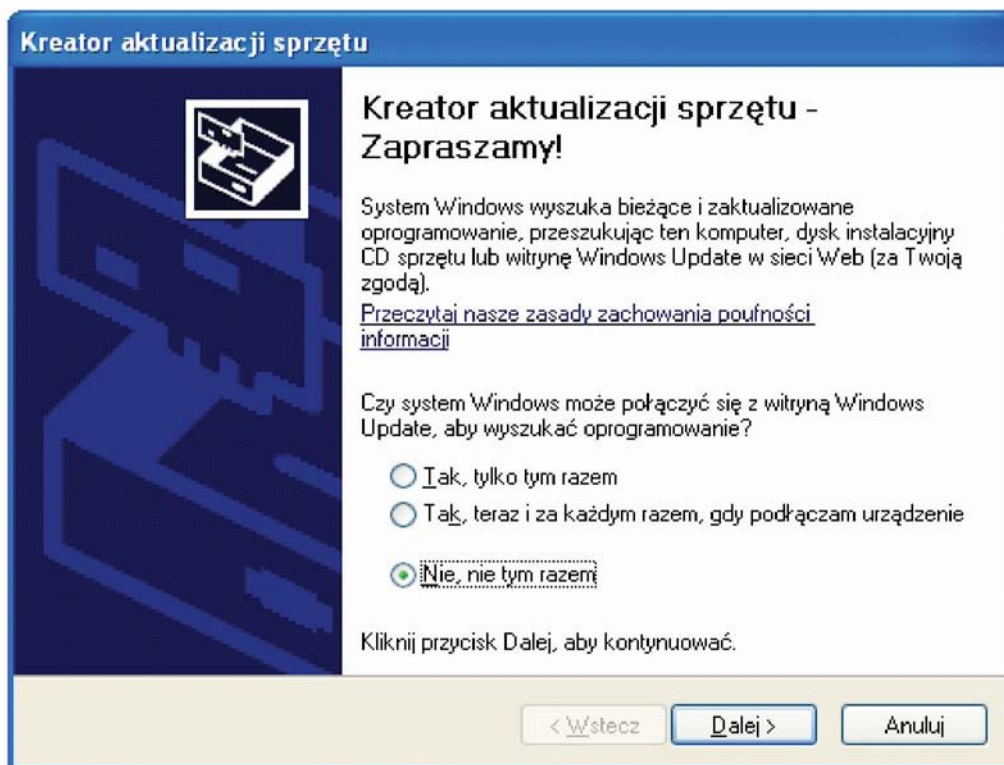 Kreator aktualizacji sprzętu
Kreator aktualizacji sprzętu -
Zapraszamy!
System Windows wyszuka bieżące i zaktualizowane
oprogramowanie, przeszukując ten komputer, dysk instalacyjny
CD sprzętu lub witrynę Windows Update w sieci Web (za Twoją
zgodą).
Przeczytaj nasze zasady zachowania poufności
informacji
Czy system Windows może połączyć się z witryną Windows
Update, aby wyszukać oprogramowanie?
Tak, tylko tym razem
Tak, teraz i za każdym razem, gdy podłączam urządzenie
Nie, nie tym razem
Kliknij przycisk Dalej, aby kontynuować.
< Wstecz Dalej > Anuluj